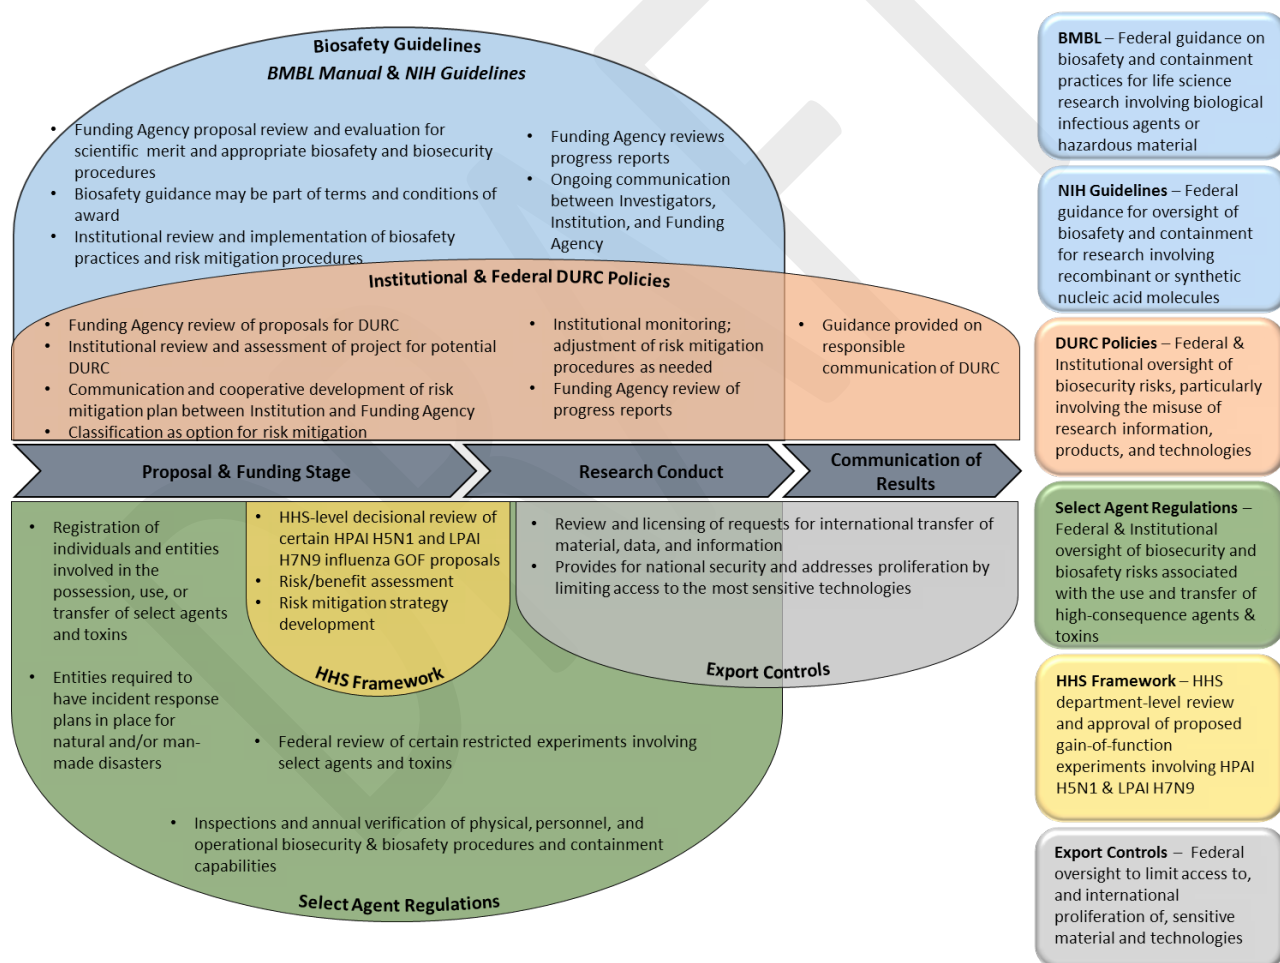 Biosafety Guidelines
BMBL Manual & NIH Guidelines
• Funding Agency proposal review and evaluation for
scientific merit and appropriate biosafety and biosecurity
procedures
• Biosafety guidance may be part of terms and conditions of
award
• Institutional review and implementation of biosafety
practices and risk mitigation procedures
• Funding Agency reviews
progress reports
• Ongoing communication
between Investigators,
Institution, and Funding
Agency
Institutional & Federal DURC Policies
• Funding Agency review of proposals for DURC
• Institutional review and assessment of project for potential
DURC
• Communication and cooperative development of risk
mitigation plan between Institution and Funding Agency
• Classification as option for risk mitigation
• Institutional monitoring;
adjustment of risk mitigation
procedures as needed
• Funding Agency review of
progress reports
• Guidance provided on
responsible
communication of DURC
Proposal & Funding Stage
Research Conduct
Communication of
Results
• Registration of
individuals and entities
involved in the
possession, use, or
transfer of select agents
and toxins
• Entities required to
have incident response
plans in place for
natural and/or man-
made disasters
• HHS-level decisional review of
certain HPAI H5N1 and LPAI
H7N9 influenza GOF proposals
• Risk/benefit assessment
• Risk mitigation strategy
development
HHS Framework
• Review and licensing of requests for international transfer of
material, data, and information
• Provides for national security and addresses proliferation by
limiting access to the most sensitive technologies
Export Controls
• Federal review of certain restricted experiments involving
select agents and toxins
• Inspections and annual verification of physical, personnel, and
operational biosecurity & biosafety procedures and containment
capabilities
Select Agent Regulations
BMBL – Federal guidance on
biosafety and containment
practices for life science
research involving biological
infectious agents or
hazardous material
NIH Guidelines – Federal
guidance for oversight of
biosafety and containment
for research involving
recombinant or synthetic
nucleic acid molecules
DURC Policies – Federal &
Institutional oversight of
biosecurity risks, particularly
involving the misuse of
research information,
products, and technologies
Select Agent Regulations –
Federal & Institutional
oversight of biosecurity and
biosafety risks associated
with the use and transfer of
high-consequence agents &
toxins
HHS Framework – HHS
department-level review
and approval of proposed
gain-of-function
experiments involving HPAI
H5N1 & LPAI H7N9
Export Controls – Federal
oversight to limit access to,
and international
proliferation of, sensitive
material and technologies
DRAFT